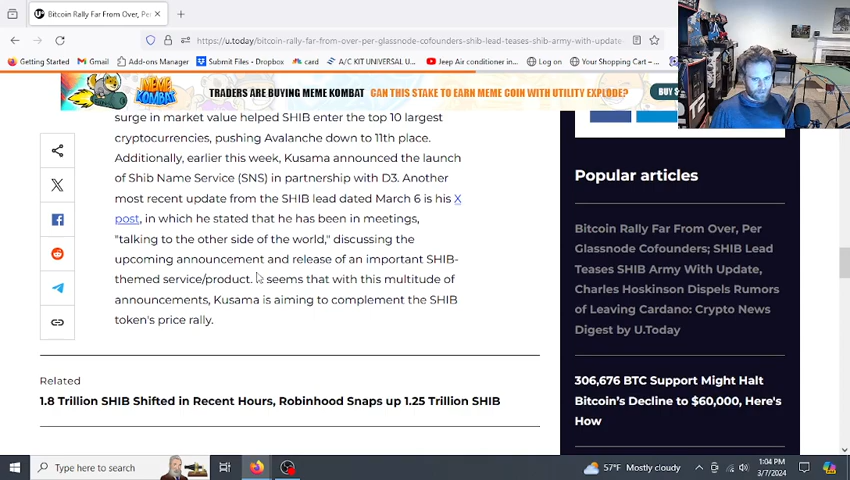 Bitcoin Rally Far From Over, Per
https://u.today/bitcoin-rally-far-from-over-per-glassnode-cofounders-shib-lead-teases-shib-army-with-update-
Getting Started
Gmail
Add-ons Manager
Submit Files - Dropbox
card
A/C KIT UNIVERSAL U...
Jeep Air conditioner i...
Log on
Your Shopping Cart –...
MEME KOMBAT
TRADERS ARE BUYING MEME KOMBAT CAN THIS STAKE TO EARN MEME COIN WITH UTILITY EXPLODE?
BUY
surge in market value helped SHIB enter the top 10 largest
cryptocurrencies, pushing Avalanche down to 11th place.
Additionally, earlier this week, Kusama announced the launch
of Shib Name Service (SNS) in partnership with D3. Another
most recent update from the SHIB lead dated March 6 is his X
post, in which he stated that he has been in meetings,
"talking to the other side of the world," discussing the
upcoming announcement and release of an important SHIB-
themed service/product. seems that with this multitude of
announcements, Kusama is aiming to complement the SHIB
token's price rally.
Related
1.8 Trillion SHIB Shifted in Recent Hours, Robinhood Snaps up 1.25 Trillion SHIB
Popular articles
Bitcoin Rally Far From Over, Per
Glassnode Cofounders; SHIB Lead
Teases SHIB Army With Update,
Charles Hoskinson Dispels Rumors
of Leaving Cardano: Crypto News
Digest by U.Today
306,676 BTC Support Might Halt
Bitcoin's Decline to $60,000, Here's
How
Type here to search
57°F Mostly cloudy
1:04 PM
3/7/2024